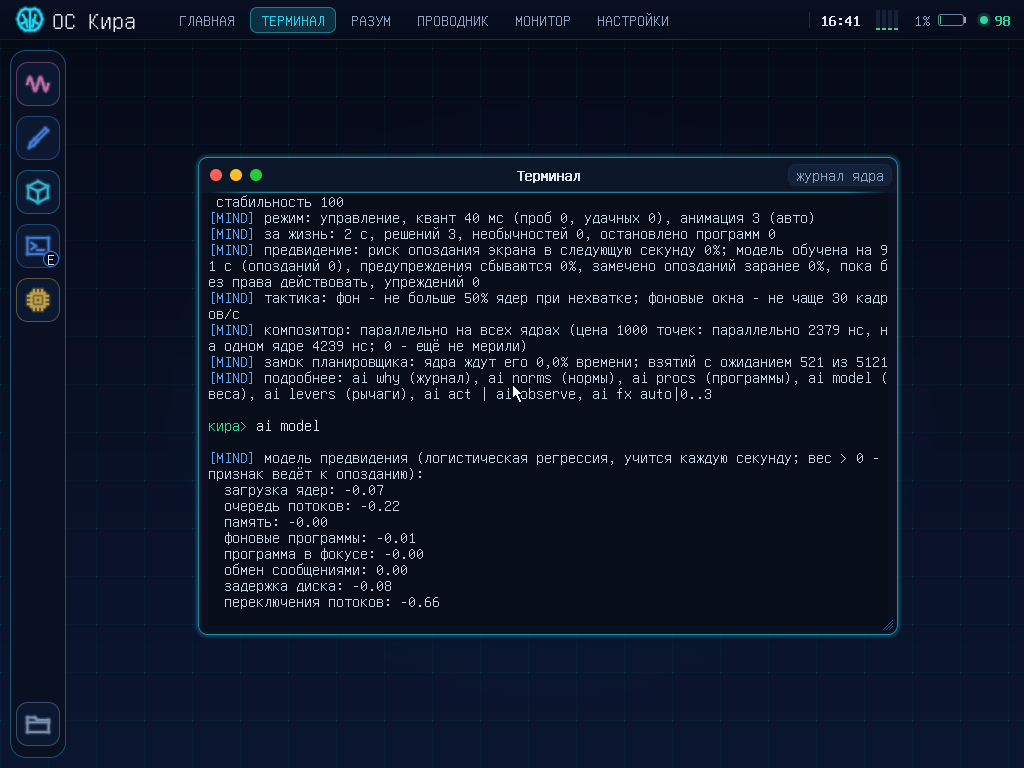 ОС Кира
ГЛАВНАЯ ТЕРМИНАЛ РАЗУМ ПРОВОДНИК МОНИТОР НАСТРОЙКИ
16:41 1% 98
Терминал
журнал ядра
стабильность 100
[MIND] режим: управление, квант 40 мс (проб 0, удачных 0), анимация 3 (авто)
[MIND] за жизнь: 2 с, решений 3, необычностей 0, остановлено программ 0
[MIND] предвидение: риск опоздания экрана в следующую секунду 0%; модель обучена на 9
1 с (опозданий 0), предупреждения сбываются 0%, замечено опозданий заранее 0%, пока б
ез права действовать, упреждений 0
[MIND] тактика: фон - не больше 50% ядер при нехватке; фоновые окна - не чаще 30 кадр
ов/с
[MIND] композитор: параллельно на всех ядрах (цена 1000 точек: параллельно 2379 нс, н
а одном ядре 4239 нс; 0 - ещё не мерили)
[MIND] замок планировщика: ядра ждут его 0,0% времени; взятий с ожиданием 521 из 5121
[MIND] подробнее: ai why (журнал), ai norms (нормы), ai procs (программы), ai model (
веса), ai levers (рычаги), ai act | ai observe, ai fx auto|0..3
кира> ai model
[MIND] модель предвидения (логистическая регрессия, учится каждую секунду; вес > 0 -
признак ведёт к опозданию):
загрузка ядер: -0.07
очередь потоков: -0.22
память: -0.00
фоновые программы: -0.01
программа в фокусе: -0.00
обмен сообщениями: 0.00
задержка диска: -0.08
переключения потоков: -0.66
E